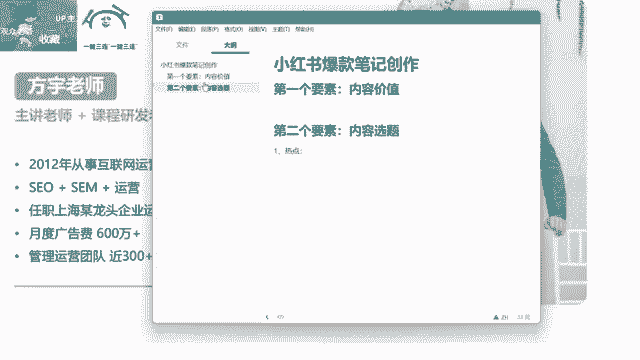 UP主
收藏
一键三连 一键三连
方宇老师
主讲老师 + 课程研发
• 2012年从事互联网运营
• SEO + SEM + 运营
• 任职上海某龙头企业运
• 月度广告费 600万+
• 管理运营团队 近300+
文件(F) 编辑(E) 段落(P) 格式(O) 视图(V) 主题(T) 帮助(H)
文件 大纲
小红书爆款笔记创作
第一个要素：内容价值
第二个要素：内容选题
小红书爆款笔记创作
第一个要素：内容价值
第二个要素：内容选题
1、热点：
ZH